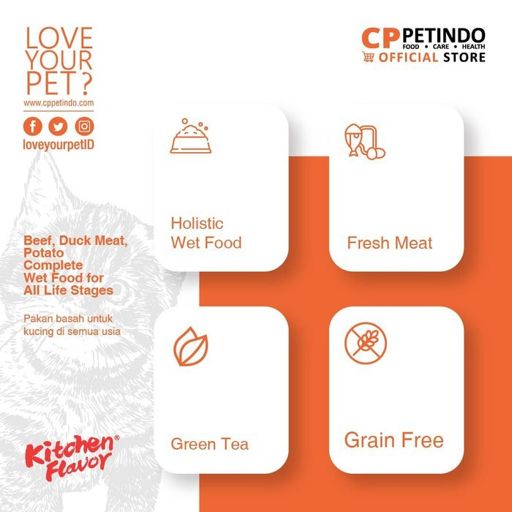 LOVE
YOUR
PET?
www.cppetindo.com
loveyourpetID
CPPETINDO
FOOD • CARE • HEALTH
OFFICIAL STORE
Holistic
Wet Food
Fresh Meat
Beef, Duck Meat,
Potato
Complete
Wet Food for
All Life Stages
Pakan basah untuk
kucing di semua usia
Green Tea
Grain Free
Kitchen®
Flavor